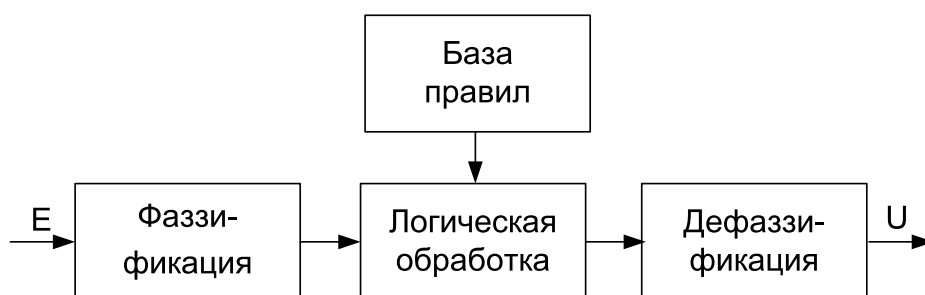 База
правил
E
Фаззи-
фикация
Логическая
обработка
Дефаззи-
фикация
U